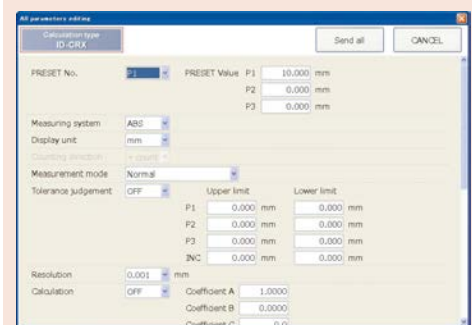 All parameters editing
Calculation type
ID-CRX
Send all
CANCEL
PRESET No. P1 PRESET Value P1 10.000 mm
P2 0.000 mm
P3 0.000 mm
Measuring system ABS
Display unit mm
Counting direction + count
Measurement mode Normal
Tolerance judgement OFF Upper limit Lower limit
P1 0.000 mm 0.000 mm
P2 0.000 mm 0.000 mm
P3 0.000 mm 0.000 mm
INC 0.000 mm 0.000 mm
Resolution 0.001 mm
Calculation OFF Coefficient A 1.0000
Coefficient B 0.0000
Coefficient C 0.0